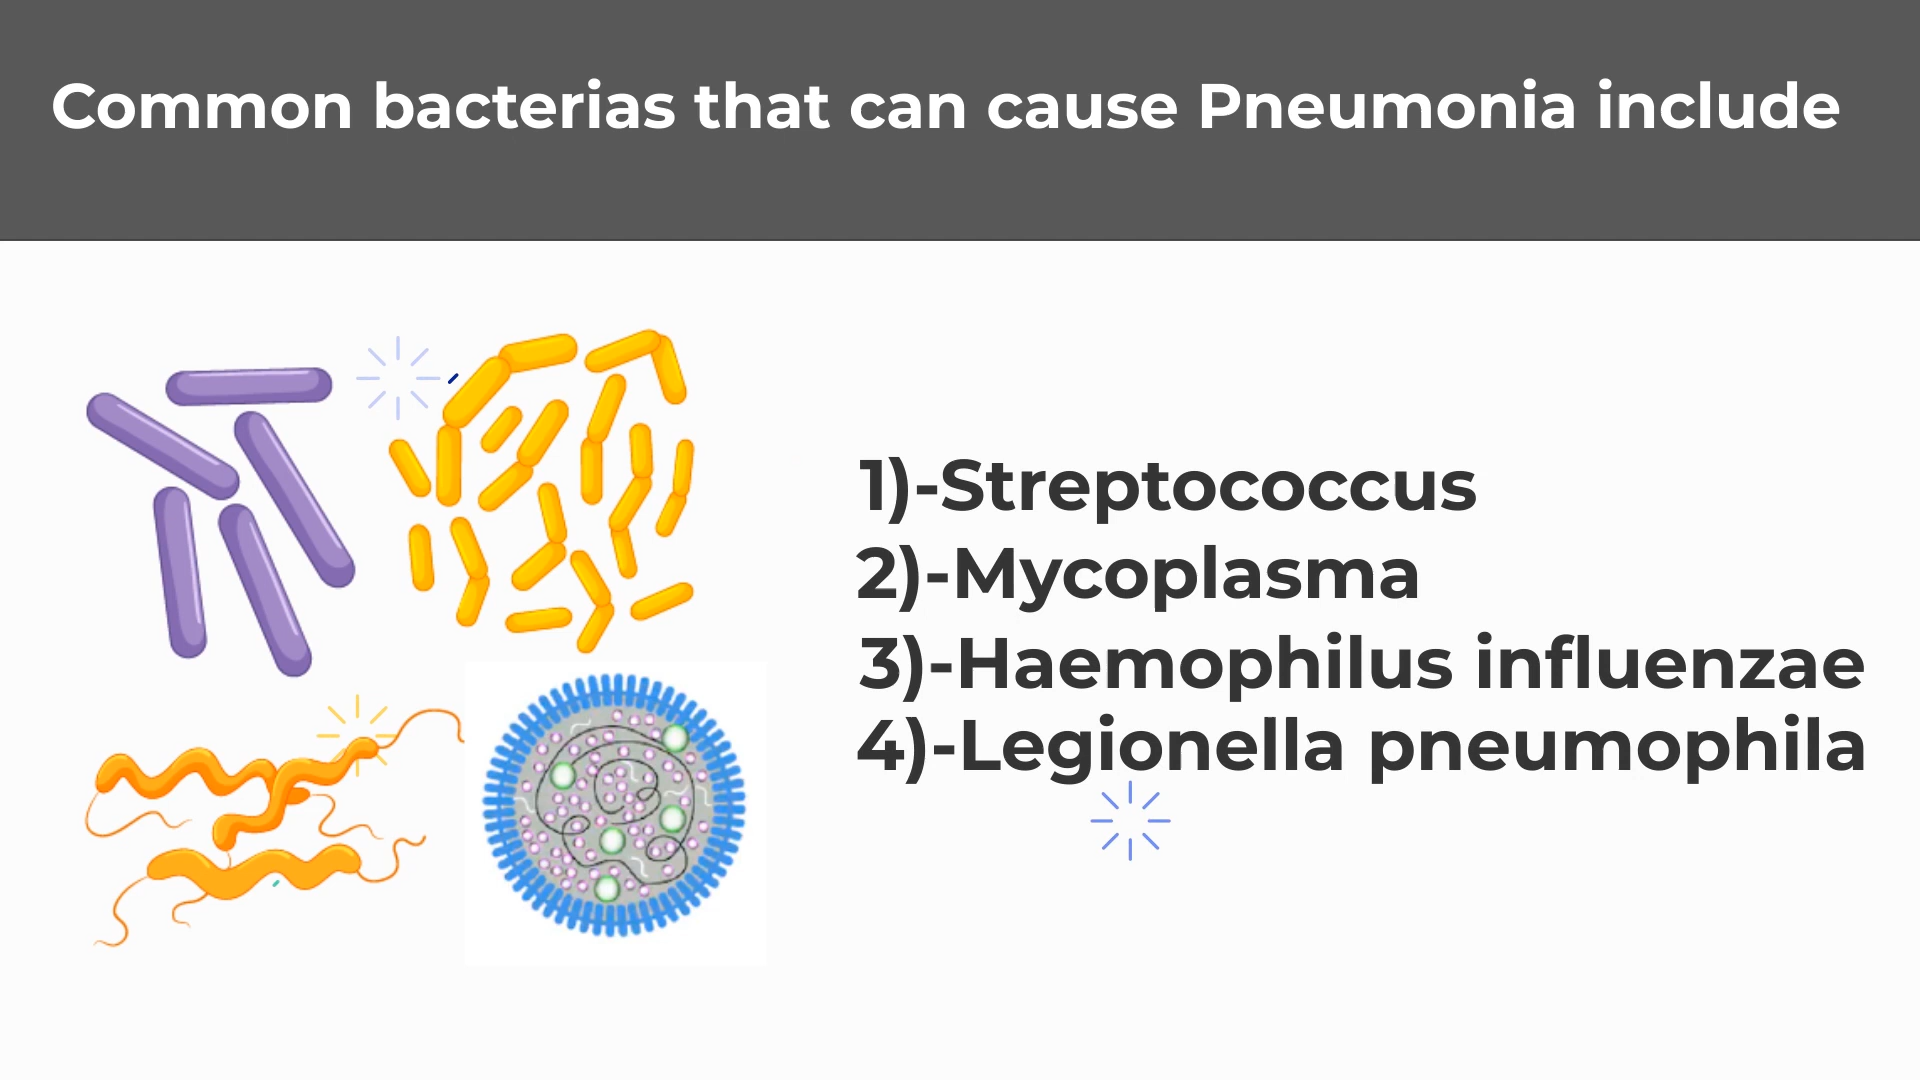 Common bacterias that can cause Pneumonia include
1)-Streptococcus
2)-Mycoplasma
3)-Haemophilus influenzae
4)-Legionella pneumophila